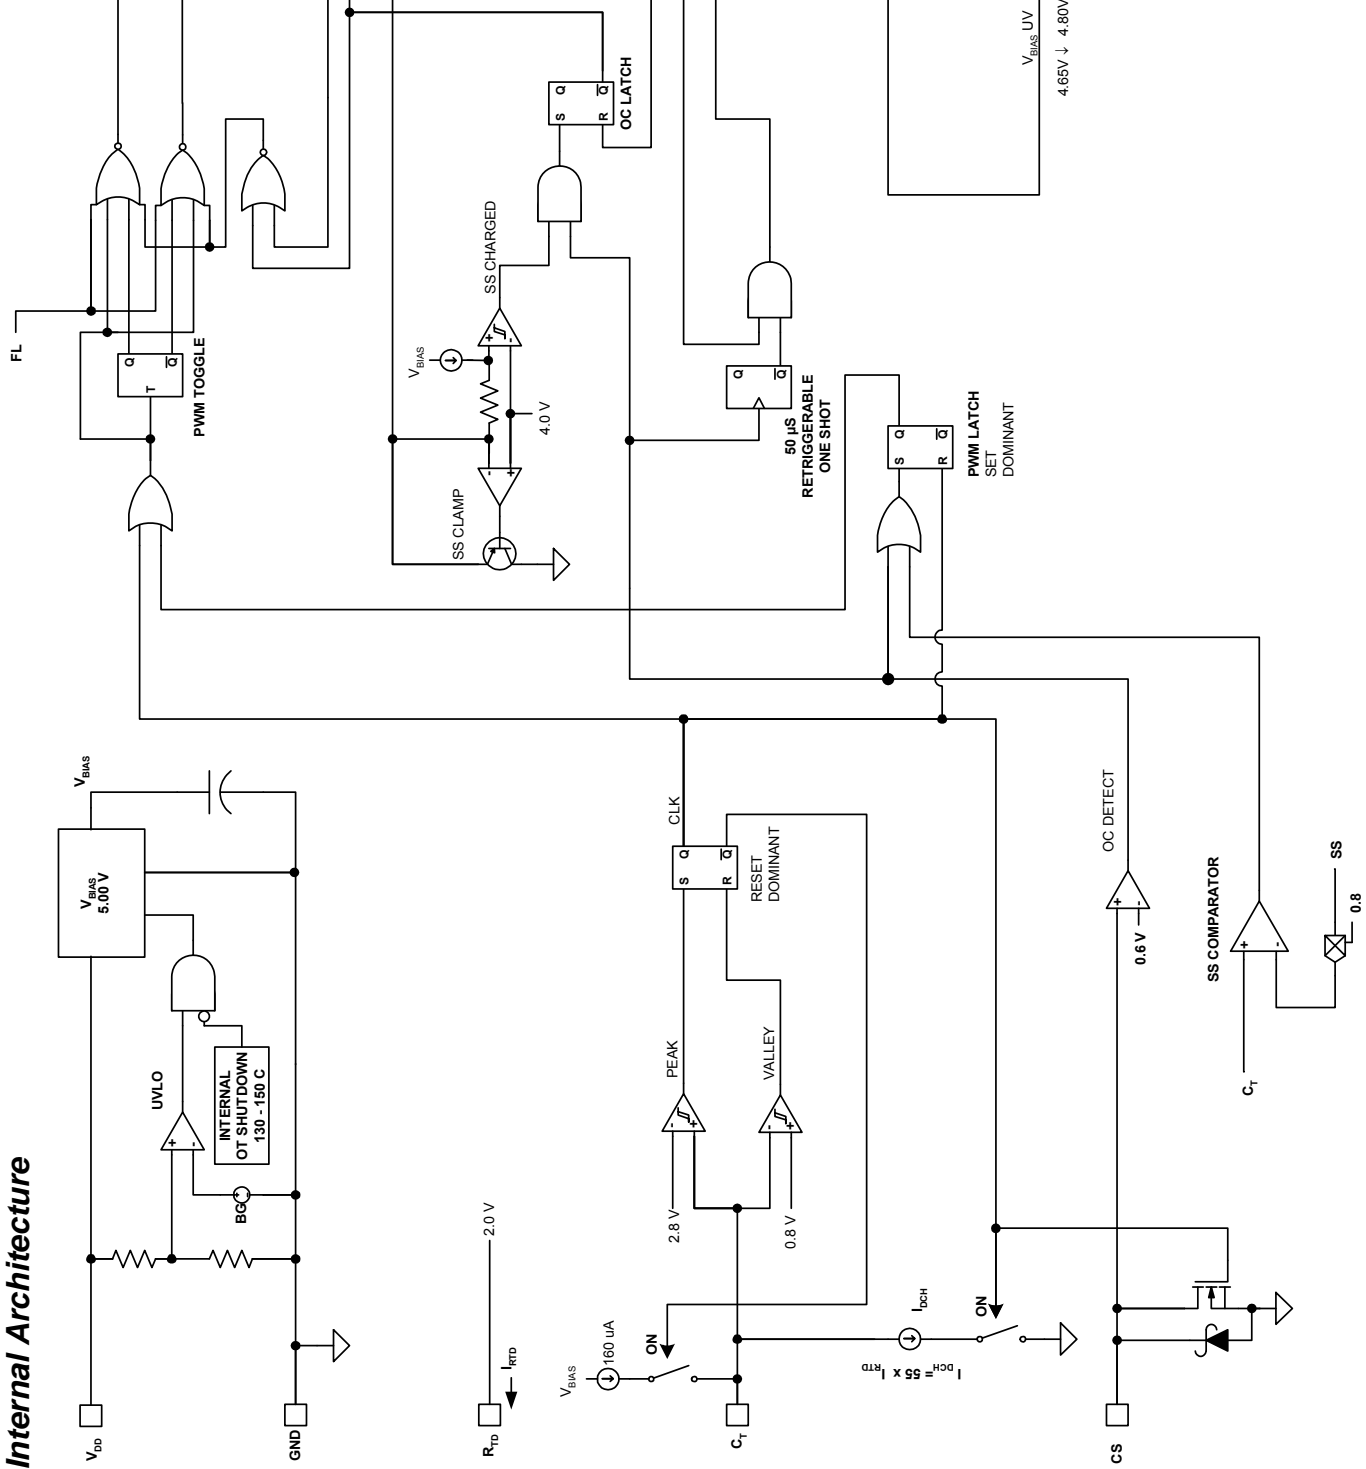 Internal Architecture
V_DD
GND
V_BIAS
5.00 V
V_BIAS
UVLO
INTERNAL
OT SHUTDOWN
130 - 150 C
BG
+
-
+
-
FL
PWM TOGGLE
T
Q
Q̅
R_TD
I_RTD
2.0 V
V_BIAS
SS CLAMP
-
+
4.0 V
+
-
SS CHARGED
OC LATCH
S
Q
R
Q̅
V_BIAS
160 uA
ON
C_T
2.8 V
-
+
PEAK
0.8 V
-
+
VALLEY
S
Q
R
Q̅
CLK
RESET
DOMINANT
I_DCH
I_DCH = 55 x I_RTD
ON
50 µS
RETRIGGERABLE
ONE SHOT
Q
Q̅
PWM LATCH
SET
DOMINANT
S
Q
R
Q̅
V_BIAS UV
4.65V ↓ 4.80V
CS
0.6 V
+
-
OC DETECT
SS COMPARATOR
+
-
C_T
SS
0.8